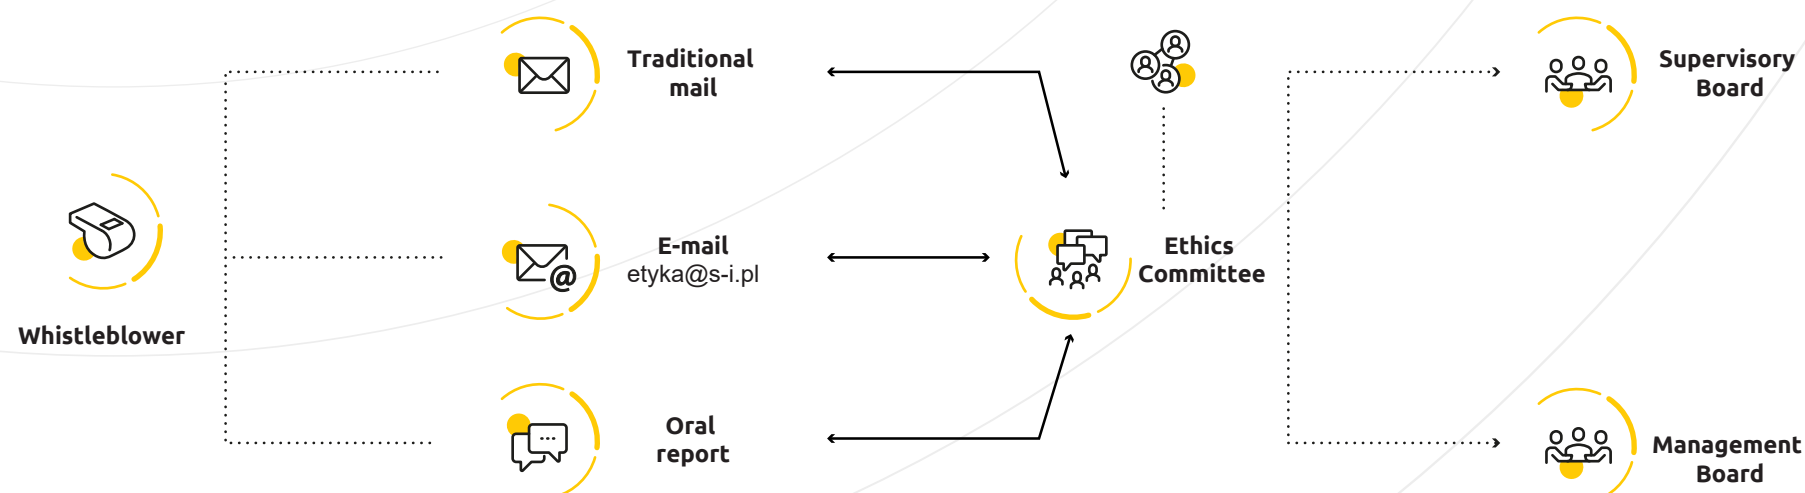 Traditional
mail
Supervisory
Board
Whistleblower
E-mail
etyka@s-i.pl
Ethics
Committee
Oral
report
Management
Board